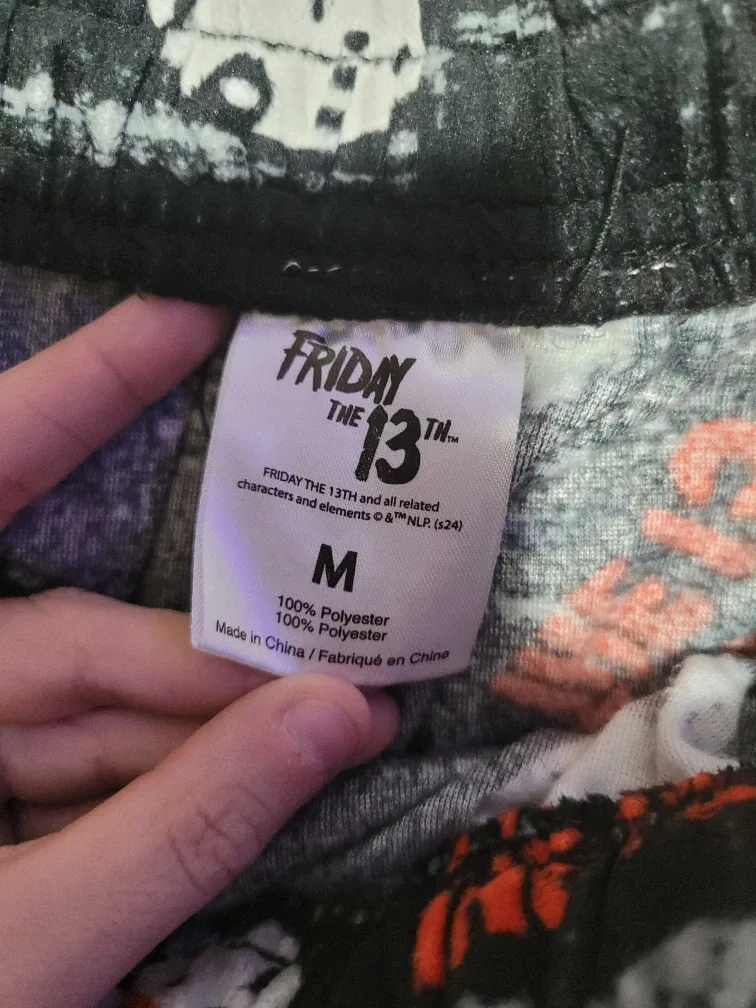 FRIDAY
THE 13TH™
FRIDAY THE 13TH and all related
characters and elements © &™ NLP. (s24)
M
100% Polyester
100% Polyester
Made in China / Fabriqué en Chine